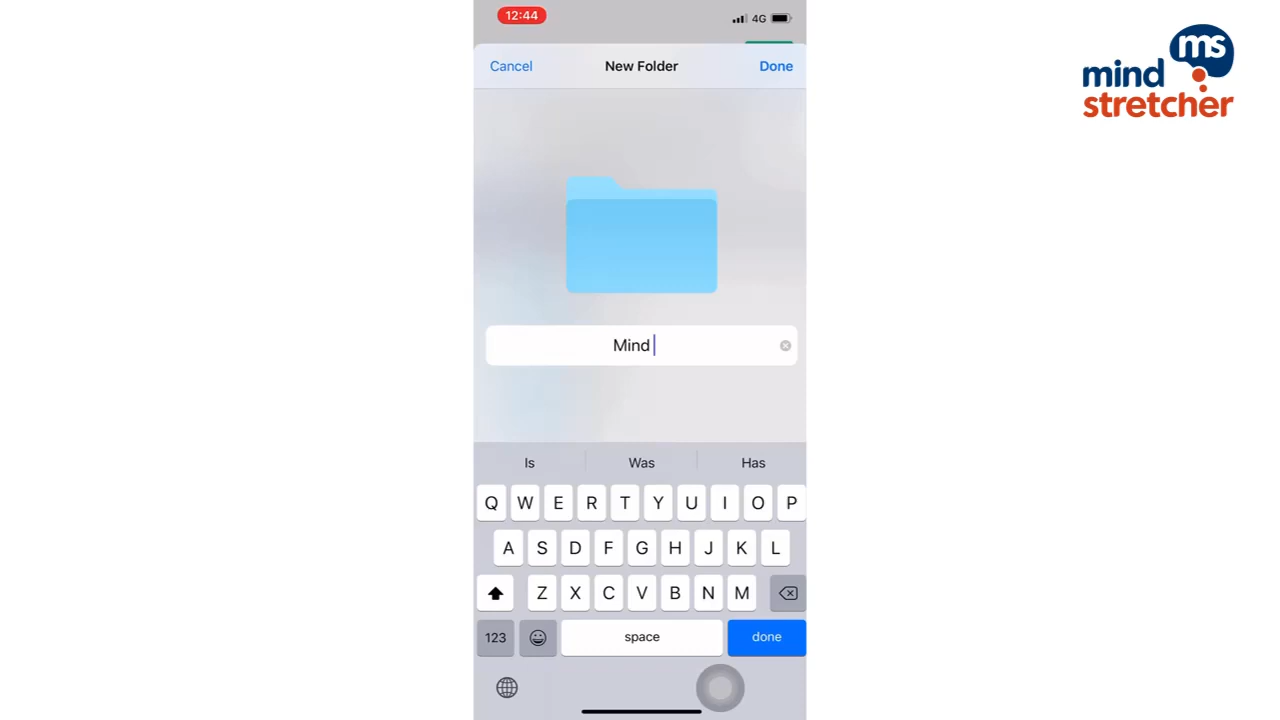 12:44
4G
Cancel
New Folder
Done
ms
mind
stretcher
Mind
Is
Was
Has
Q W E R T Y U I O P
A S D F G H J K L
Z X C V B N M
123
space
done